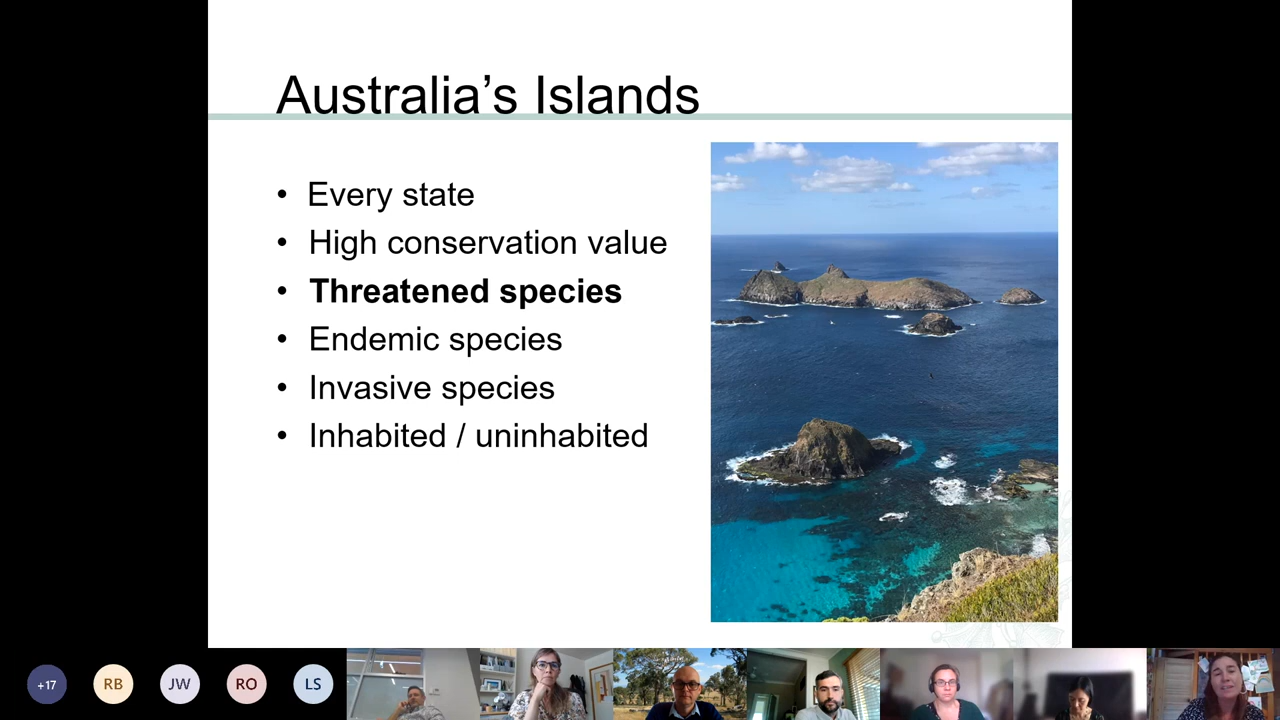 Australia’s Islands
• Every state
• High conservation value
• Threatened species
• Endemic species
• Invasive species
• Inhabited / uninhabited
+17
RB
JW
RO
LS